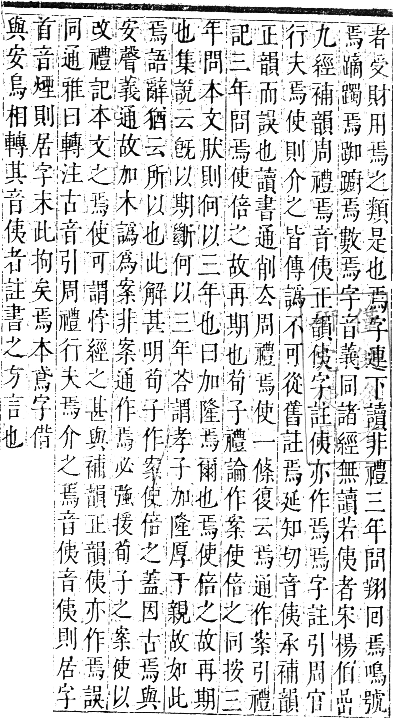 者受財用焉之類是也焉字連下讀非禮三年問翔回焉鳴號
焉蹢躅焉踟躕焉數焉字音義同諸經無讀若使者宋楊伯嵒
九經補韻周禮焉音使正韻使字註使亦作焉焉字註引周官
行夫焉使則介之皆傳譌不可從舊註焉延知切音使承補韻
正韻而誤也讀書通削去周禮焉使一條復云焉通作案引禮
記三年問焉使倍之故再期也荀子禮論作案使倍之同按三
年問本文肰則何以三年也曰加隆焉爾也焉使倍之故再期
也集說云旣以期斷何以三年答謂孝子加隆厚于親故如此
焉語辭猶云所以也此解甚明荀子作案使倍之蓋因古焉與
安聲義通故加木譌爲案非案通作焉必強援荀子之案使以
改禮記本文之焉使可謂悖經之甚與補韻正韻使亦作焉誤
同通雅曰轉注古音引周禮行夫焉介之焉音使音使則居字
首音煙則居字末此拘矣焉本鳶字借
與安烏相轉其音使者註書之方言也